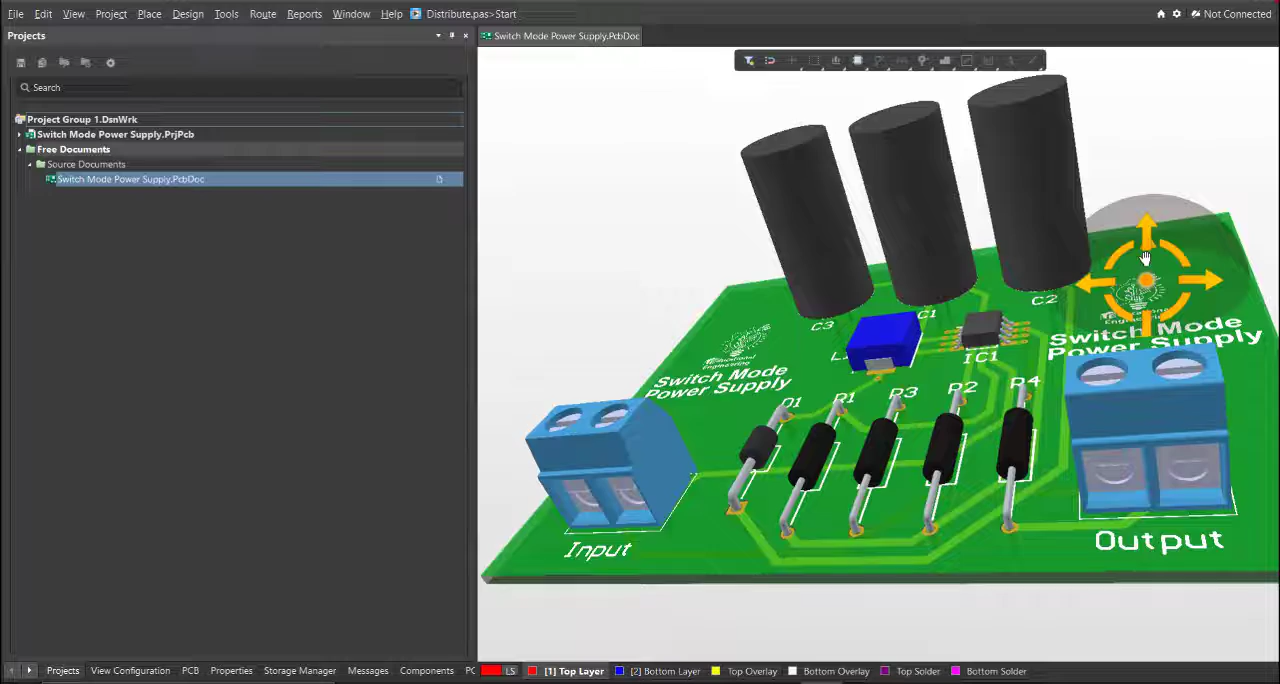 File Edit View Project Place Design Tools Route Reports Window Help Distribute.pas>Start Not Connected
Projects
Switch Mode Power Supply.PcbDoc
Search
Project Group 1.DsnWrk
Switch Mode Power Supply.PrjPcb
Free Documents
Source Documents
Switch Mode Power Supply.PcbDoc
C3
C1
C2
IC1
Switch Mode
Power Supply
Engineering
Switch Mode
Power Supply
R1
R3
R2
R4
Input
Output
Projects View Configuration PCB Properties Storage Manager Messages Components PC
LS [1] Top Layer [2] Bottom Layer Top Overlay Bottom Overlay Top Solder Bottom Solder